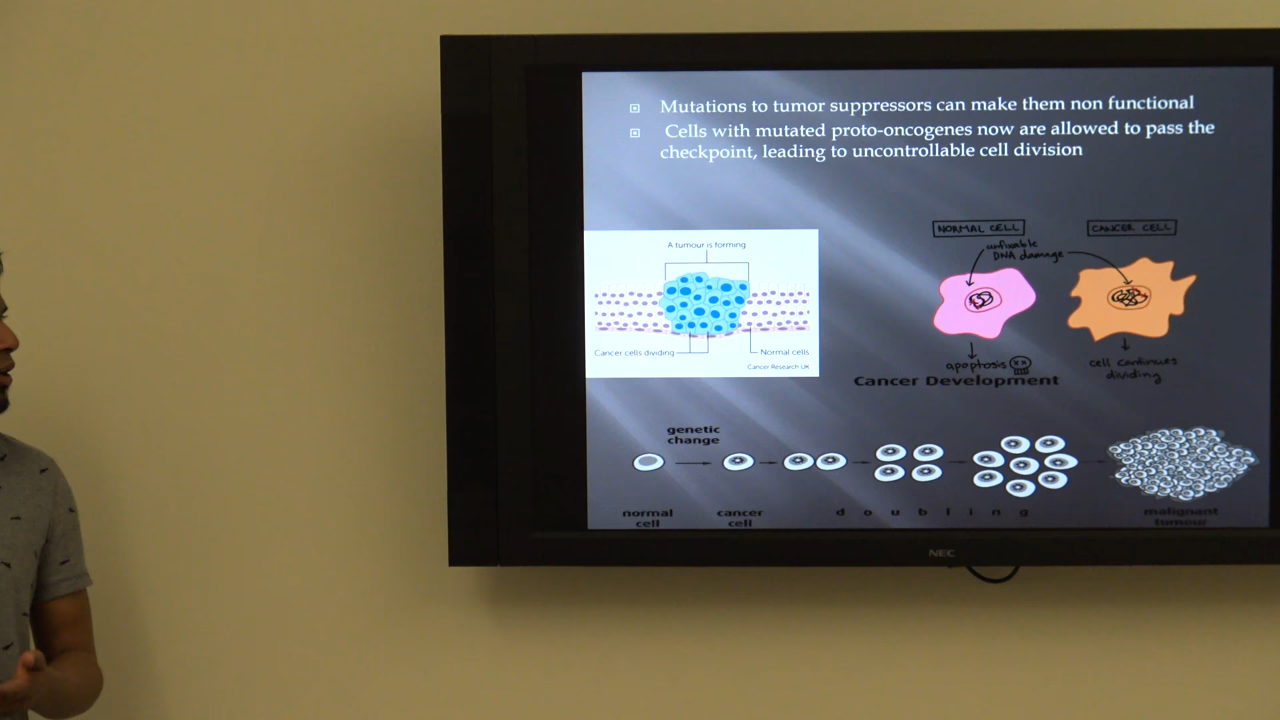 Mutations to tumor suppressors can make them non functional
Cells with mutated proto-oncogenes now are allowed to pass the
checkpoint, leading to uncontrollable cell division
A tumour is forming
Cancer cells dividing
Normal cells
Cancer Research UK
NORMAL CELL
CANCER CELL
unfixable
DNA damage
apoptosis
cell continues
dividing
Cancer Development
genetic
change
normal
cell
cancer
cell
doubling
malignant
tumour
NEC